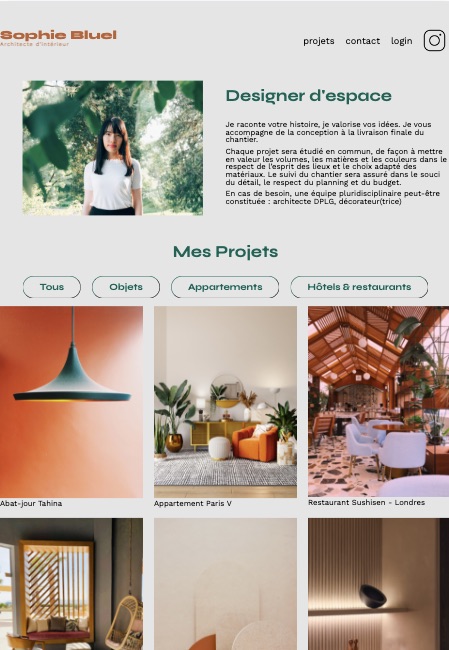 Sophie Bluel
Architecte d'intérieur
projets contact login
Designer d'espace
Je raconte votre histoire, je valorise vos idées. Je vous
accompagne de la conception à la livraison finale du
chantier.
Chaque projet sera étudié en commun, de façon à mettre
en valeur les volumes, les matières et les couleurs dans le
respect de l'esprit des lieux et le choix adapté des
matériaux. Le suivi du chantier sera assuré dans le souci
du détail, le respect du planning et du budget.
En cas de besoin, une équipe pluridisciplinaire peut-être
constituée : architecte DPLG, décorateur(trice)
Mes Projets
Tous Objets Appartements Hôtels & restaurants
Abat-jour Tahina Appartement Paris V Restaurant Sushisen - Londres